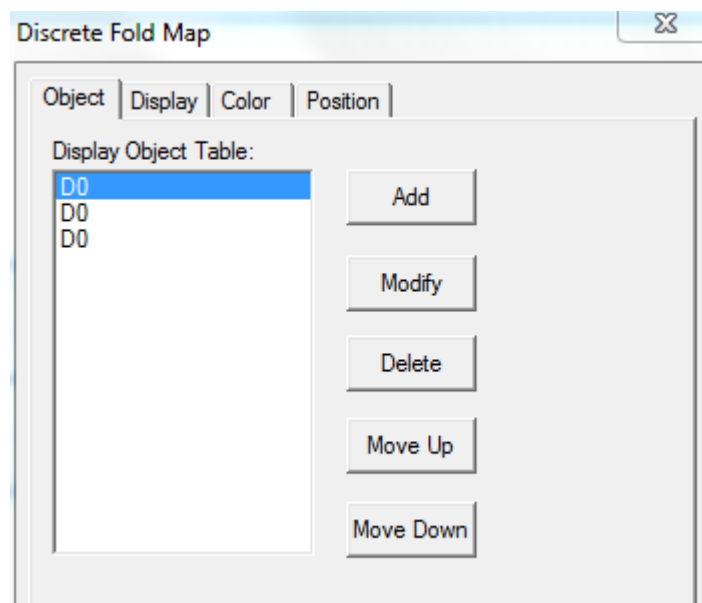 Discrete Fold Map
Object Display Color Position
Display Object Table:
D0
D0
D0
Add
Modify
Delete
Move Up
Move Down